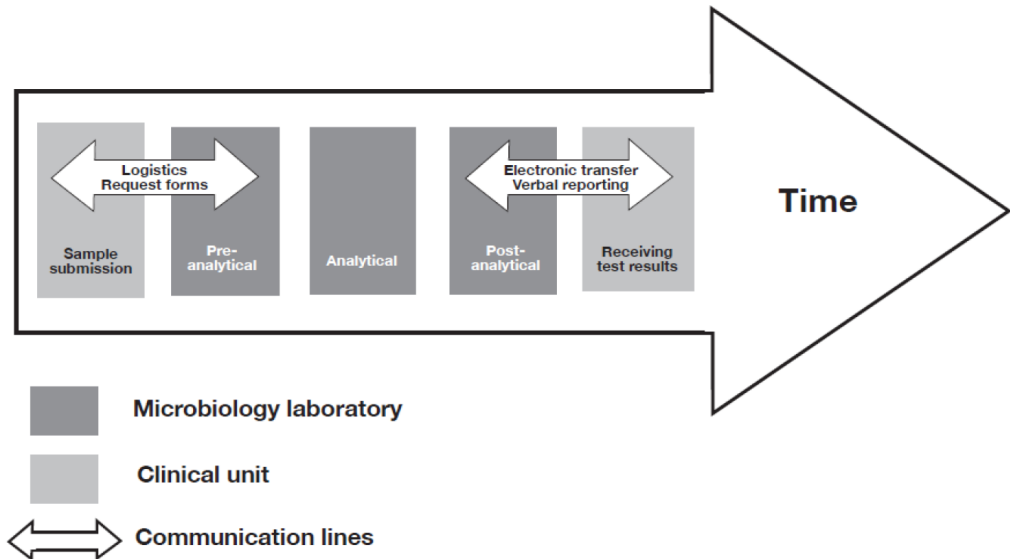 Logistics
Request forms
Electronic transfer
Verbal reporting
Sample
submission
Pre-
analytical
Analytical
Post-
analytical
Receiving
test results
Time
Microbiology laboratory
Clinical unit
Communication lines